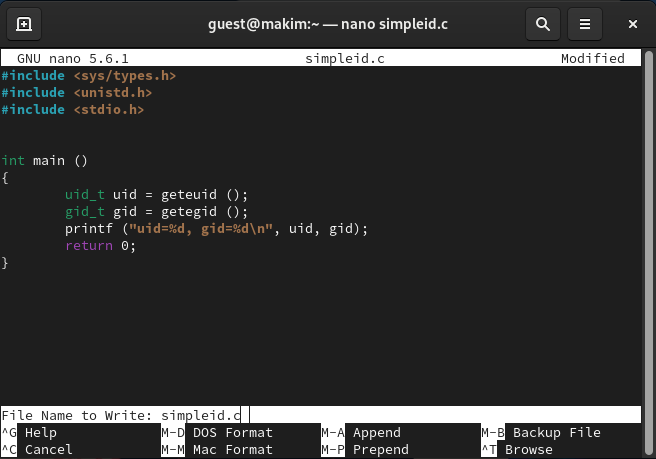 guest@makim:~ — nano simpleid.c
GNU nano 5.6.1 simpleid.c Modified
#include <sys/types.h>
#include <unistd.h>
#include <stdio.h>
int main ()
{
uid_t uid = geteuid ();
gid_t gid = getegid ();
printf ("uid=%d, gid=%d\n", uid, gid);
return 0;
}
File Name to Write: simpleid.c
^G Help M-D DOS Format M-A Append M-B Backup File
^C Cancel M-M Mac Format M-P Prepend ^T Browse